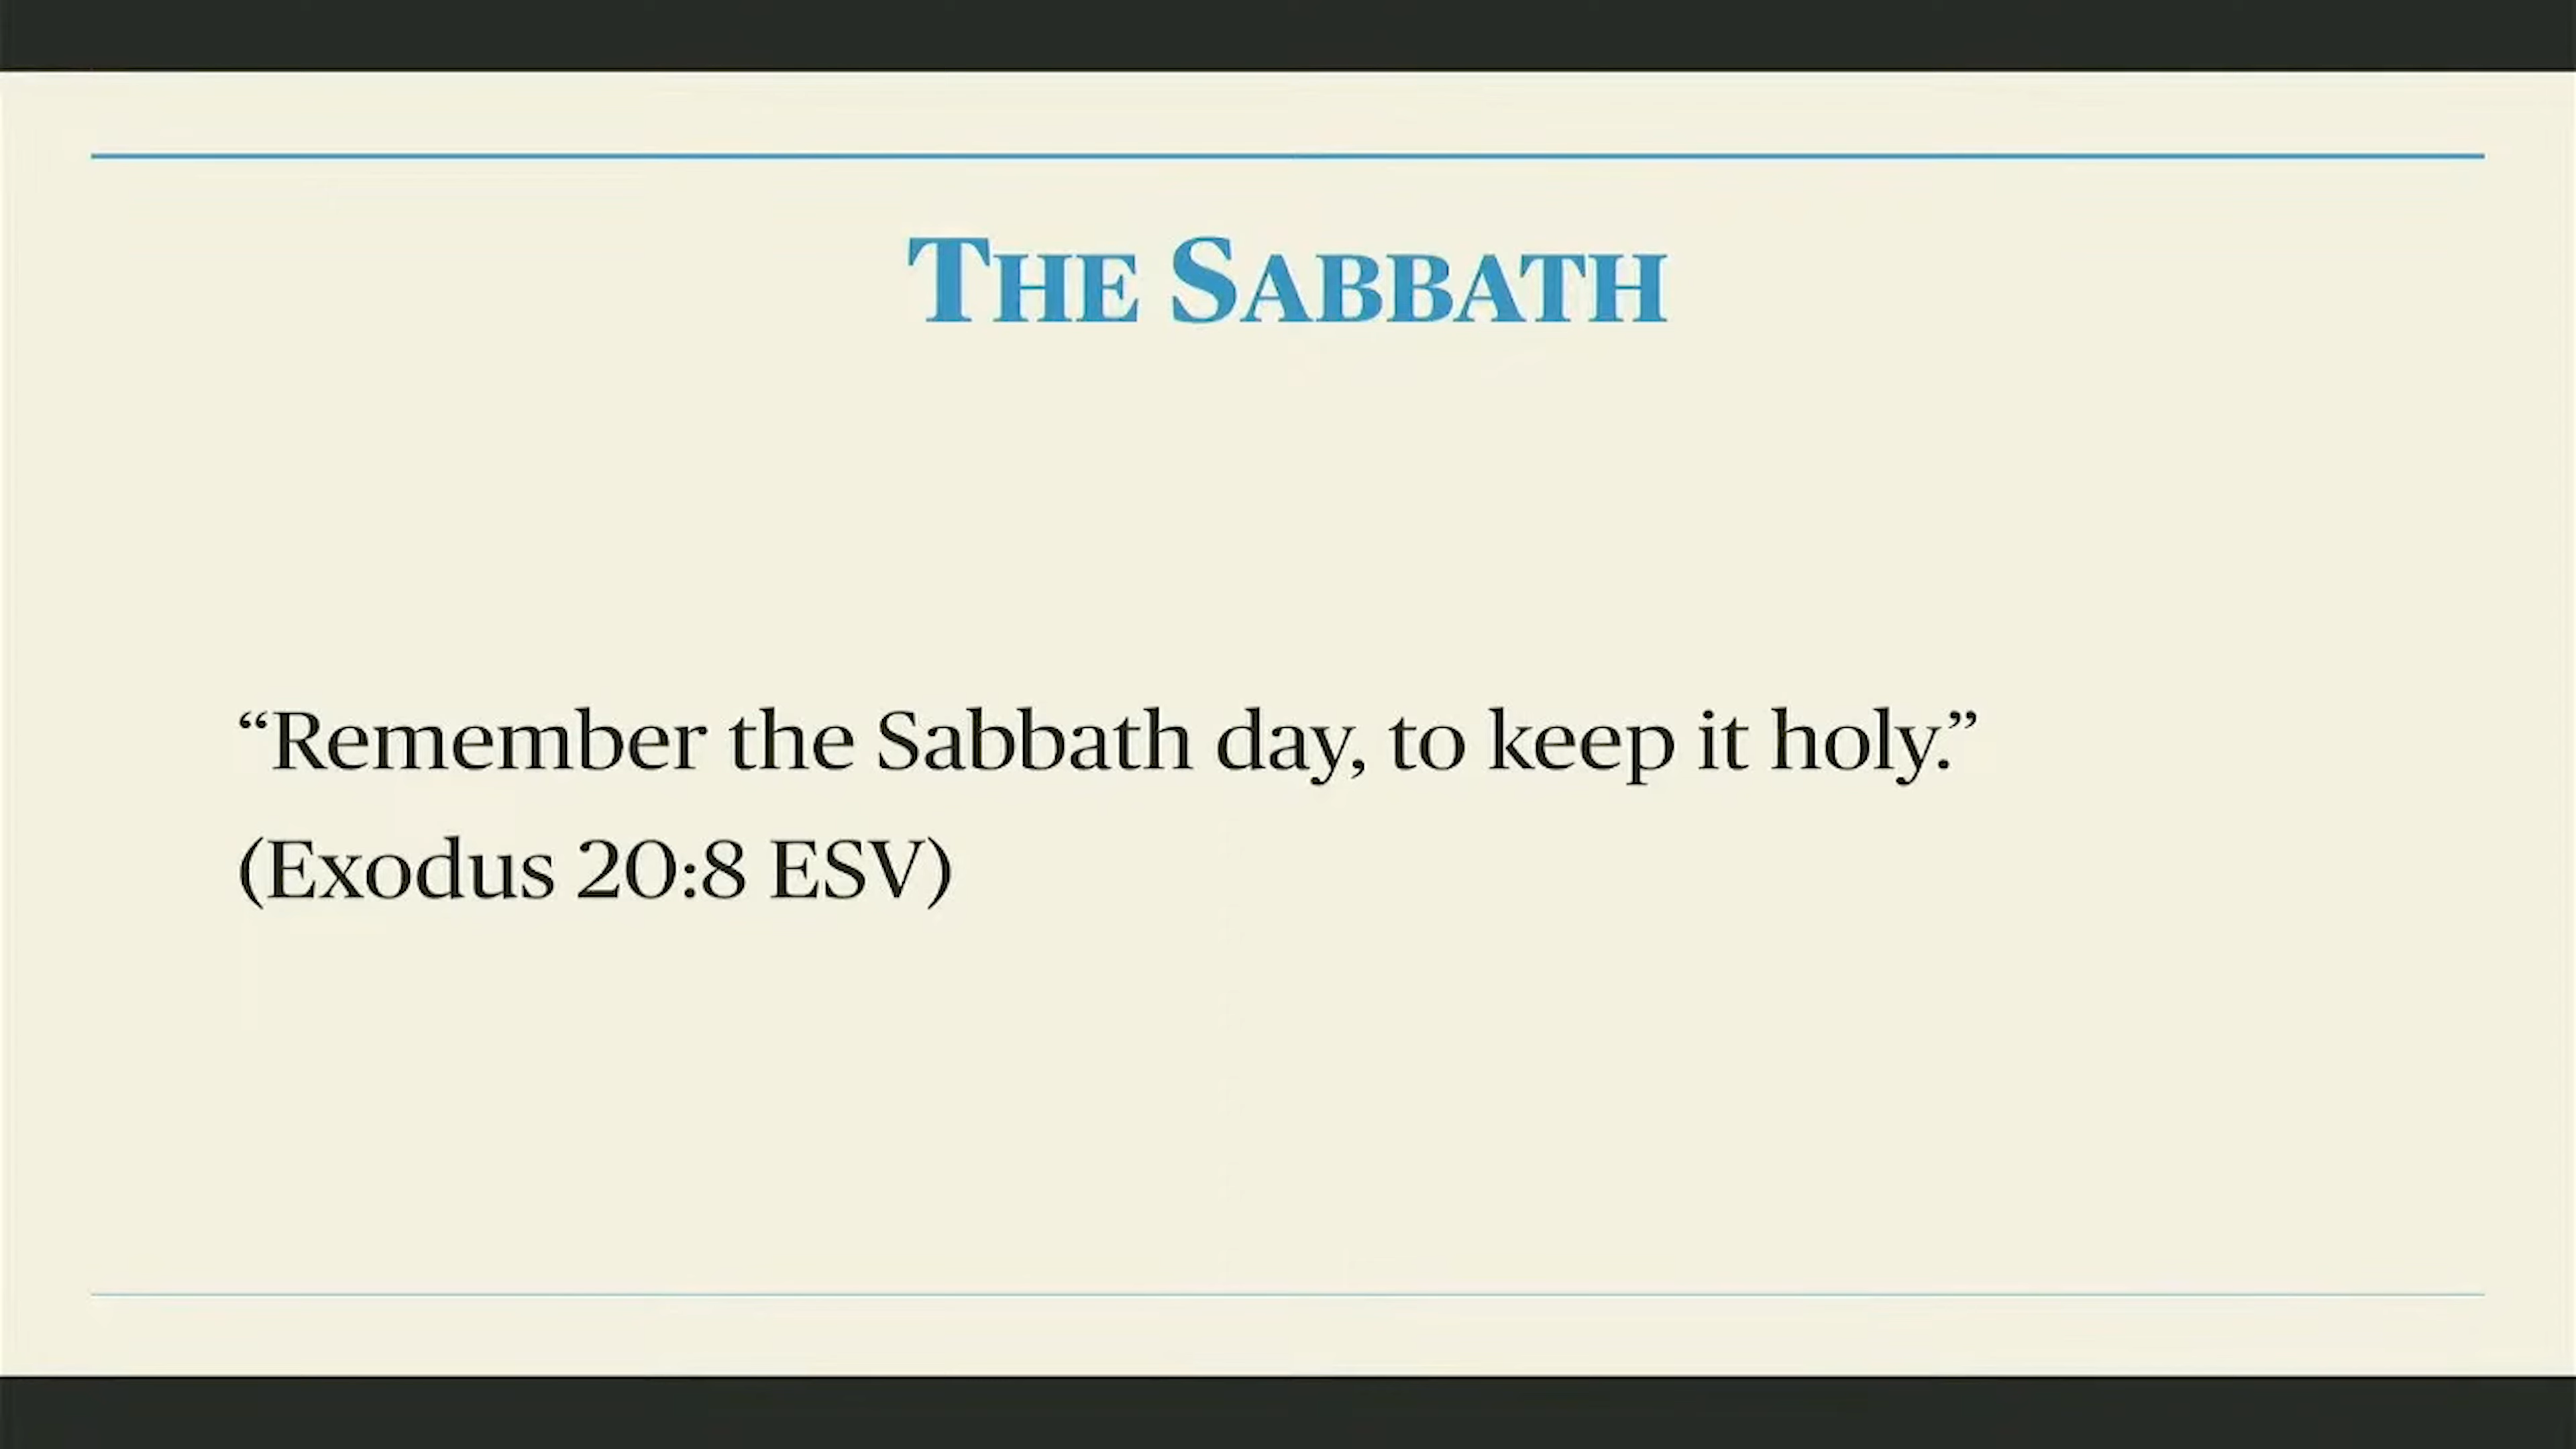 THE SABBATH
“Remember the Sabbath day, to keep it holy.”
(Exodus 20:8 ESV)